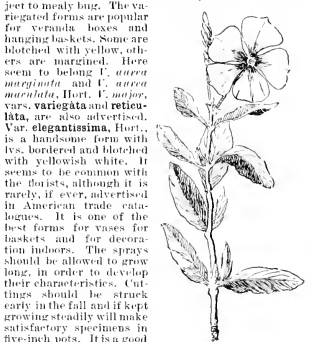 ject to mealy bug. The va-
riegated forms are popular
for veranda boxes and
hanging baskets. Some are
blotched with yellow, oth-
ers are margined. Here
seem to belong V. aurea
marginata and V. aurea
maculata, Hort. V. major,
vars. variegàta and reticu-
làta, are also advertised.
Var. elegantissima, Hort.,
is a handsome form with
lvs. bordered and blotched
with yellowish white. It
seems to be common with
the florists, although it is
rarely, if ever, advertised
in American trade cata-
logues. It is one of the
best forms for vases for
baskets and for decora-
tion indoors. The sprays
should be allowed to grow
long, in order to develop
their characteristics. Cut-
tings should be struck
early in the fall and if kept
growing steadily will make
satisfactory specimens in
five-inch pots. It is a good